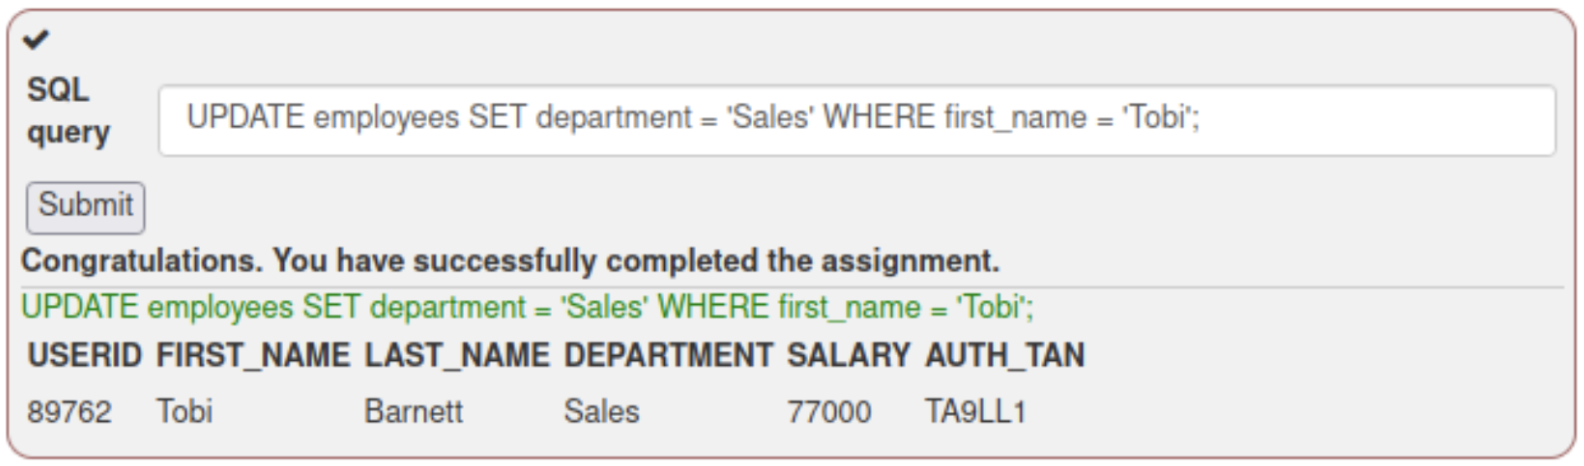 SQL query
UPDATE employees SET department = 'Sales' WHERE first_name = 'Tobi';
Submit
Congratulations. You have successfully completed the assignment.
UPDATE employees SET department = 'Sales' WHERE first_name = 'Tobi';
USERID FIRST_NAME LAST_NAME DEPARTMENT SALARY AUTH_TAN
89762 Tobi Barnett Sales 77000 TA9LL1